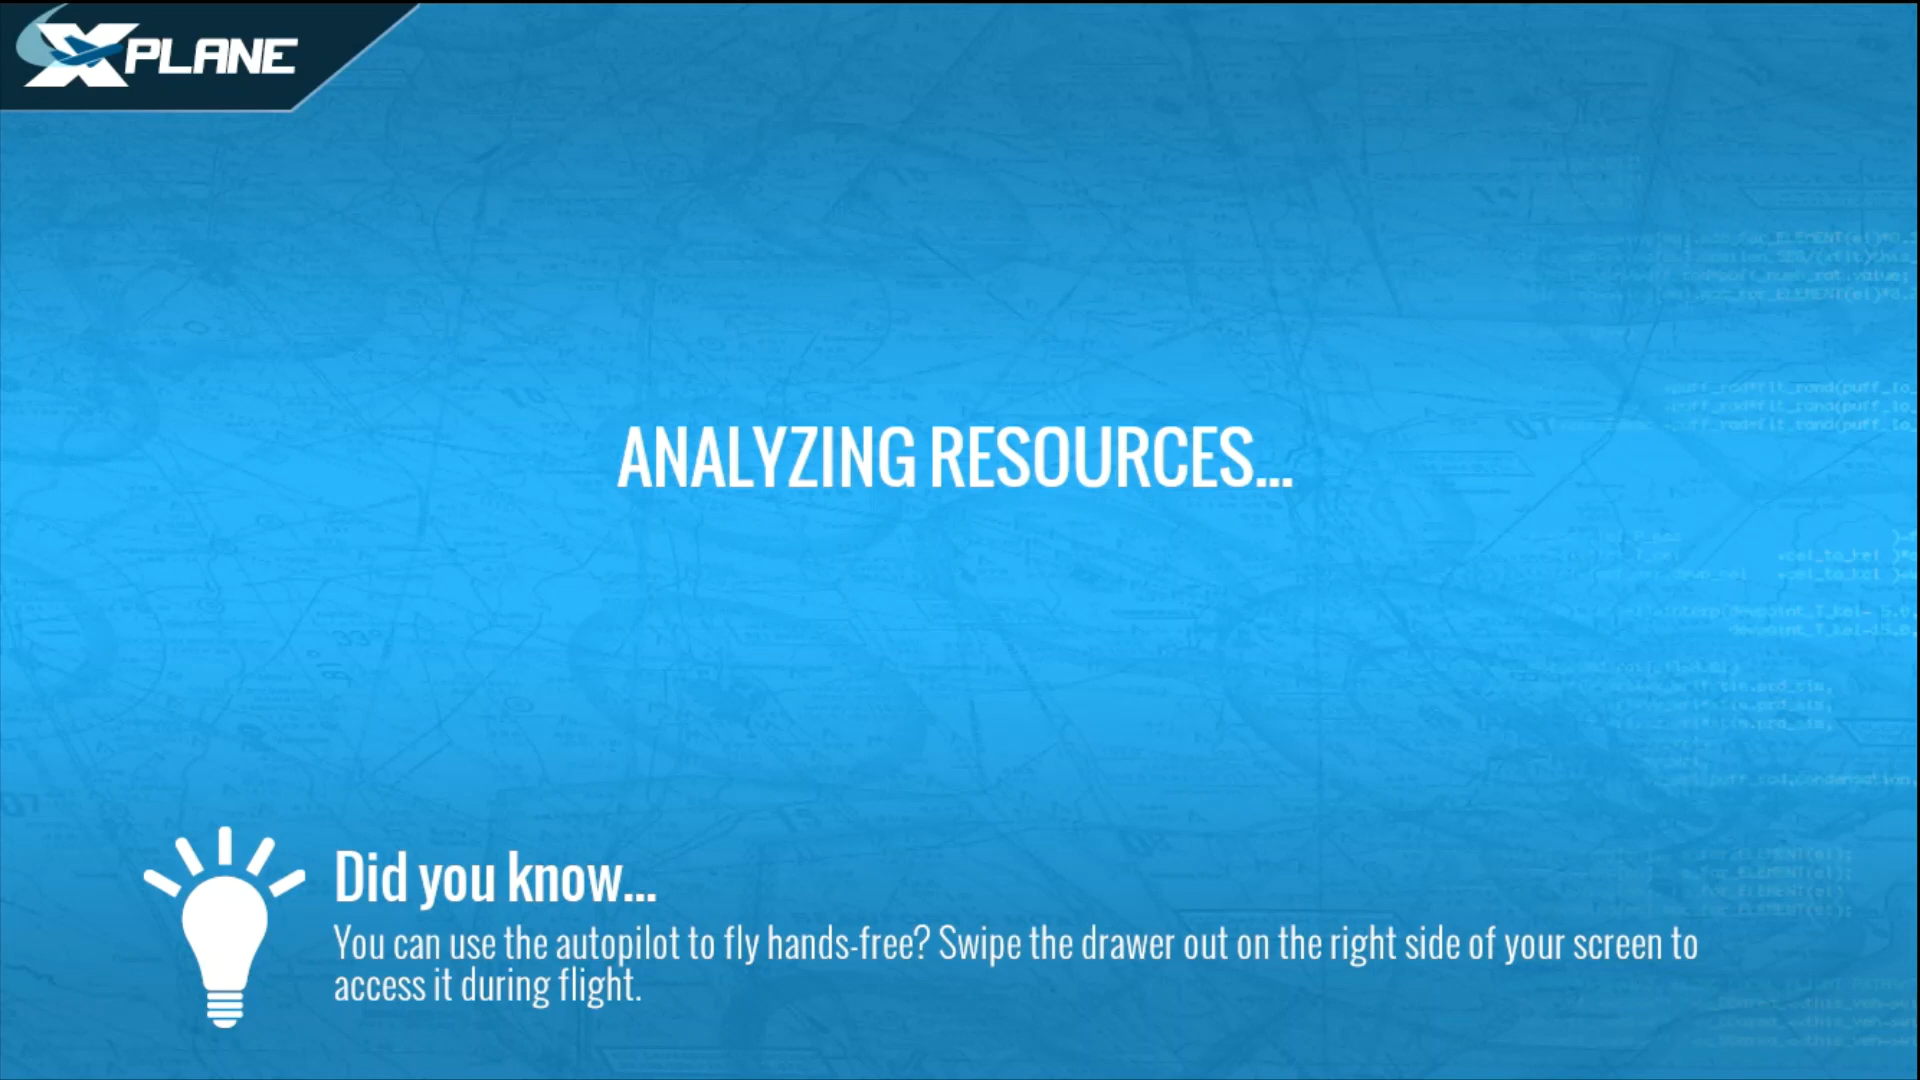 X PLANE
ANALYZING RESOURCES...
Did you know...
You can use the autopilot to fly hands-free? Swipe the drawer out on the right side of your screen to
access it during flight.